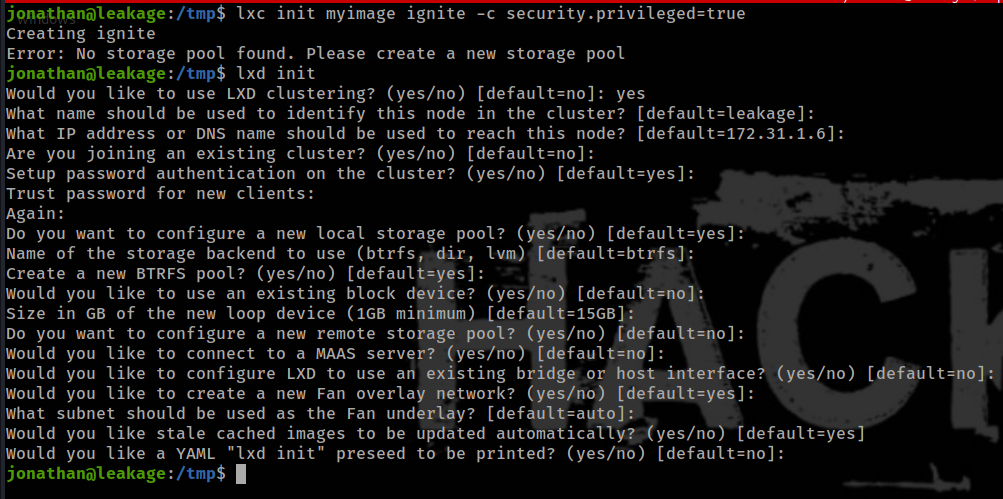 jonathan@leakage:/tmp$ lxc init myimage ignite -c security.privileged=true
Creating ignite
Error: No storage pool found. Please create a new storage pool
jonathan@leakage:/tmp$ lxd init
Would you like to use LXD clustering? (yes/no) [default=no]: yes
What name should be used to identify this node in the cluster? [default=leakage]:
What IP address or DNS name should be used to reach this node? [default=172.31.1.6]:
Are you joining an existing cluster? (yes/no) [default=no]:
Setup password authentication on the cluster? (yes/no) [default=yes]:
Trust password for new clients:
Again:
Do you want to configure a new local storage pool? (yes/no) [default=yes]:
Name of the storage backend to use (btrfs, dir, lvm) [default=btrfs]:
Create a new BTRFS pool? (yes/no) [default=yes]:
Would you like to use an existing block device? (yes/no) [default=no]:
Size in GB of the new loop device (1GB minimum) [default=15GB]:
Do you want to configure a new remote storage pool? (yes/no) [default=no]:
Would you like to connect to a MAAS server? (yes/no) [default=no]:
Would you like to configure LXD to use an existing bridge or host interface? (yes/no) [default=no]:
Would you like to create a new Fan overlay network? (yes/no) [default=yes]:
What subnet should be used as the Fan underlay? [default=auto]:
Would you like stale cached images to be updated automatically? (yes/no) [default=yes]
Would you like a YAML "lxd init" preseed to be printed? (yes/no) [default=no]:
jonathan@leakage:/tmp$